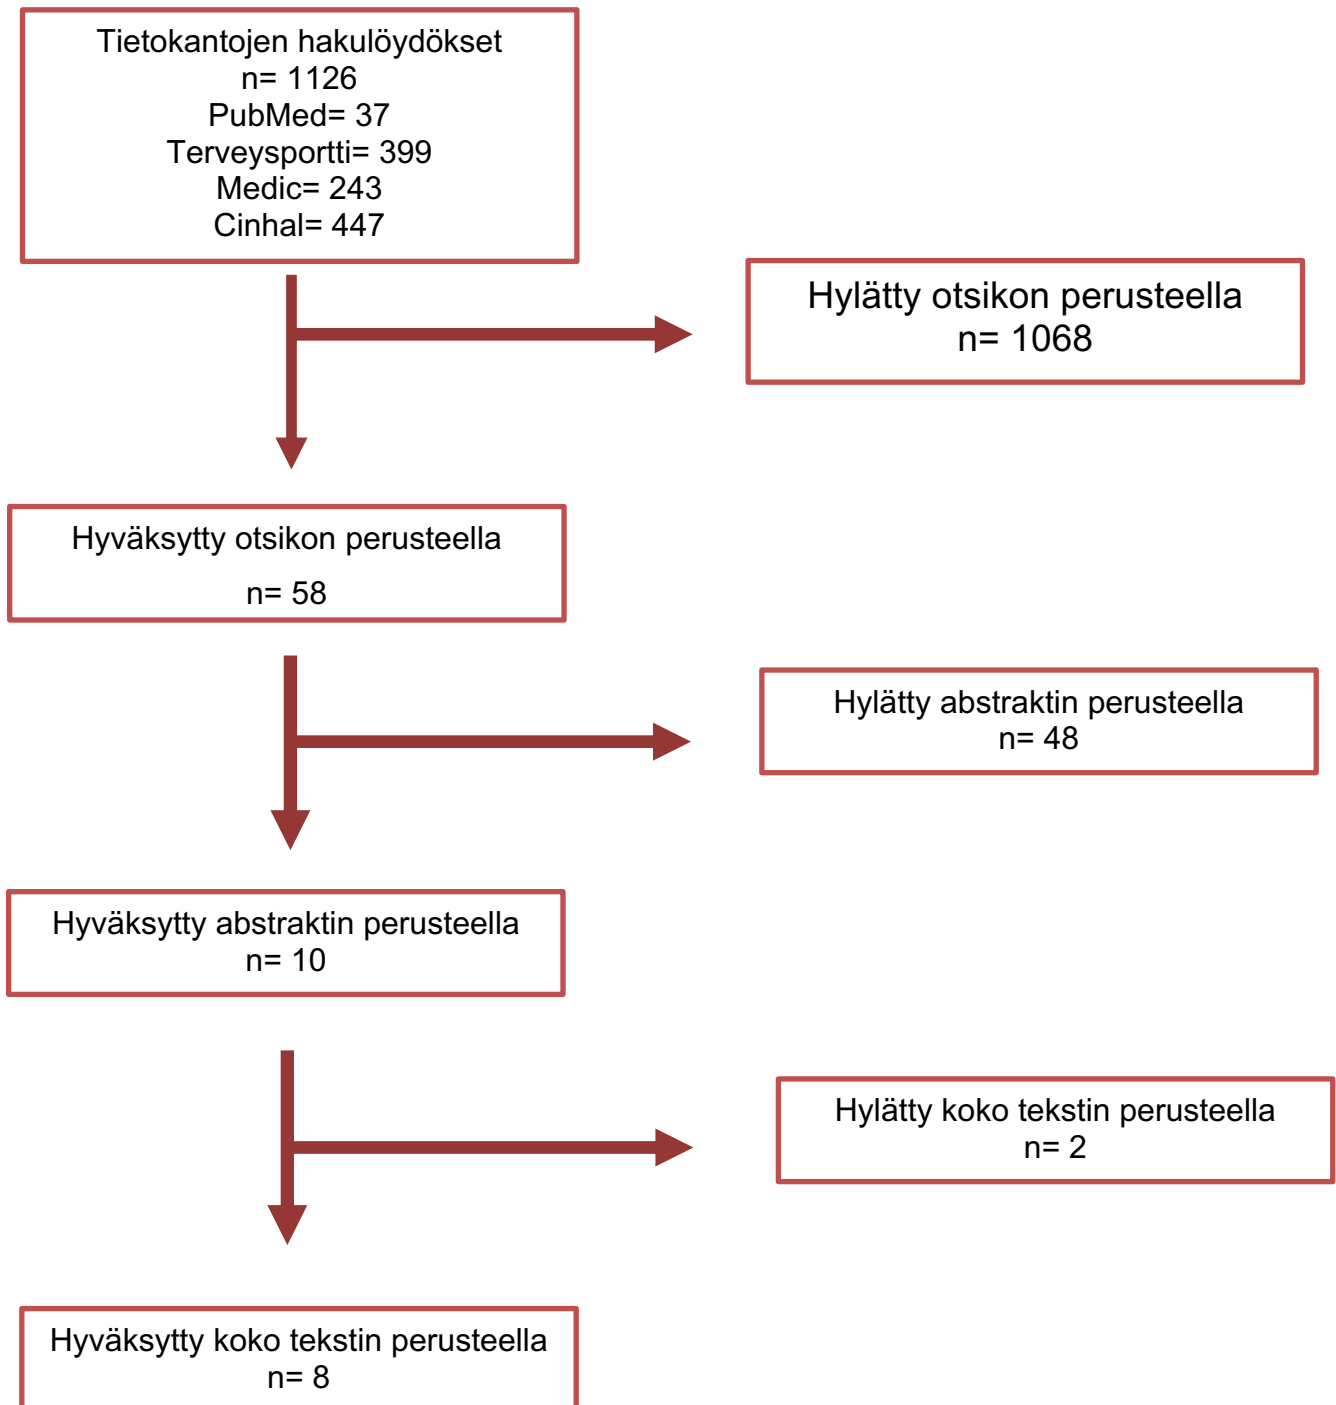 Tietokantojen hakulöydökset
n= 1126
PubMed= 37
Terveysportti= 399
Medic= 243
Cinhal= 447
Hylätty otsikon perusteella
n= 1068
Hyväksytty otsikon perusteella
n= 58
Hylätty abstraktin perusteella
n= 48
Hyväksytty abstraktin perusteella
n= 10
Hylätty koko tekstin perusteella
n= 2
Hyväksytty koko tekstin perusteella
n= 8